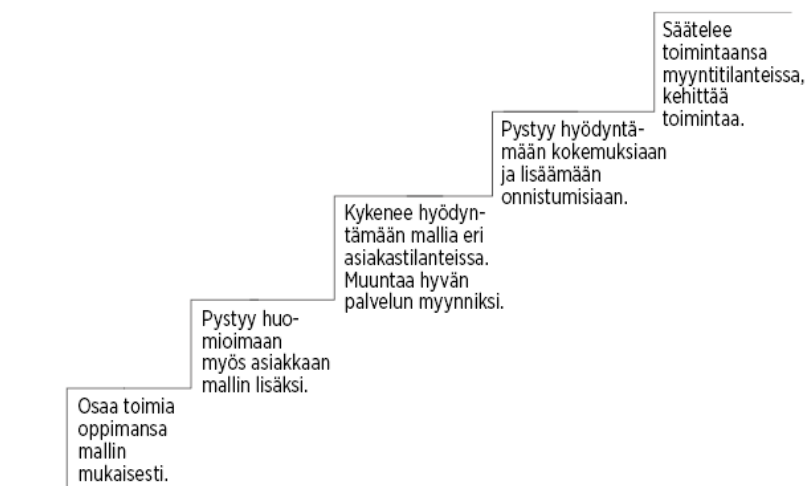 Säätelee
toimintaansa
myyntitilanteissa,
kehittää
toimintaa.
Pystyy hyödyntä-
mään kokemuksiaan
ja lisäämään
onnistumisiaan.
Kykenee hyödyn-
tämään mallia eri
asiakastilanteissa.
Muuntaa hyvän
palvelun myynniksi.
Pystyy huo-
mioimaan
myös asiakkaan
mallin lisäksi.
Osaa toimia
oppimansa
mallin
mukaisesti.